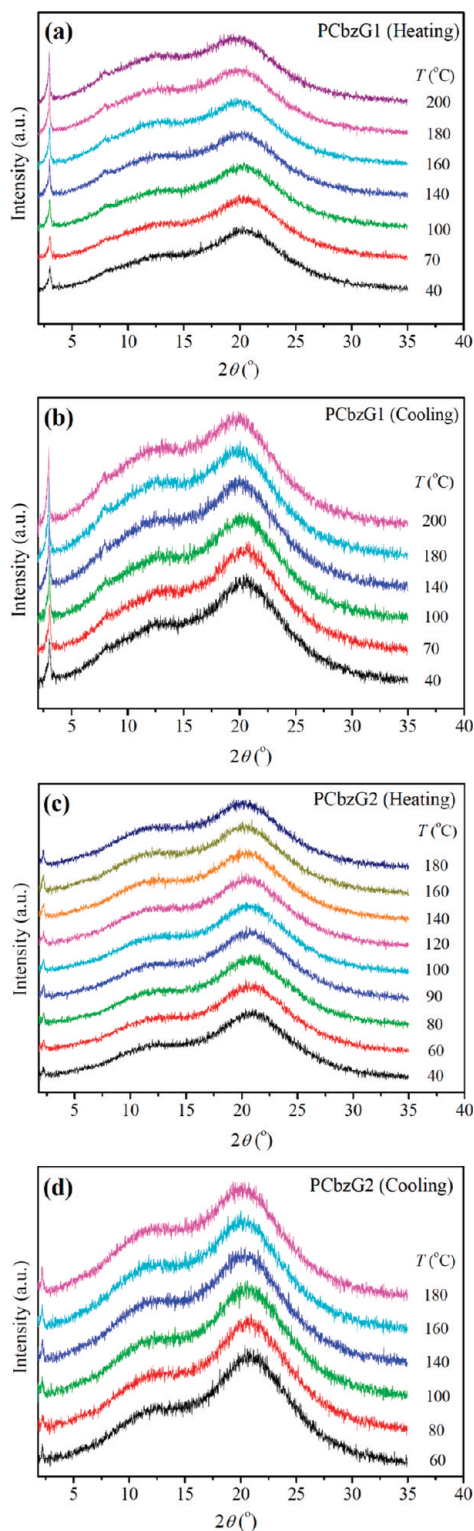 (a)
PCbzG1 (Heating)
T (°C)
200
180
160
140
100
70
40
Intensity (a.u.)
5 10 15 20 25 30 35 40
2θ (°)
(b)
PCbzG1 (Cooling)
T (°C)
200
180
140
100
70
40
Intensity (a.u.)
5 10 15 20 25 30 35 40
2θ (°)
(c)
PCbzG2 (Heating)
T (°C)
180
160
140
120
100
90
80
60
40
Intensity (a.u.)
5 10 15 20 25 30 35 40
2θ (°)
(d)
PCbzG2 (Cooling)
T (°C)
180
160
140
100
80
60
Intensity (a.u.)
5 10 15 20 25 30 35 40
2θ (°)